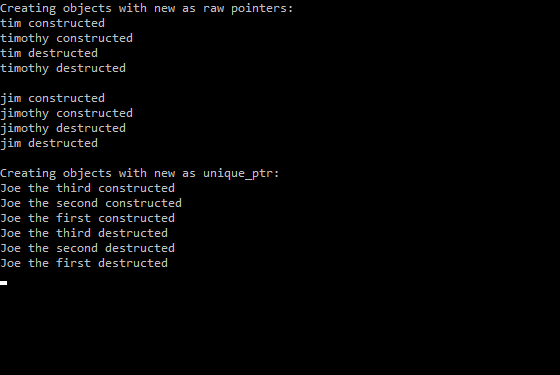 Creating objects with new as raw pointers:
tim constructed
timothy constructed
tim destructed
timothy destructed
jim constructed
jimothy constructed
jimothy destructed
jim destructed
Creating objects with new as unique_ptr:
Joe the third constructed
Joe the second constructed
Joe the first constructed
Joe the third destructed
Joe the second destructed
Joe the first destructed